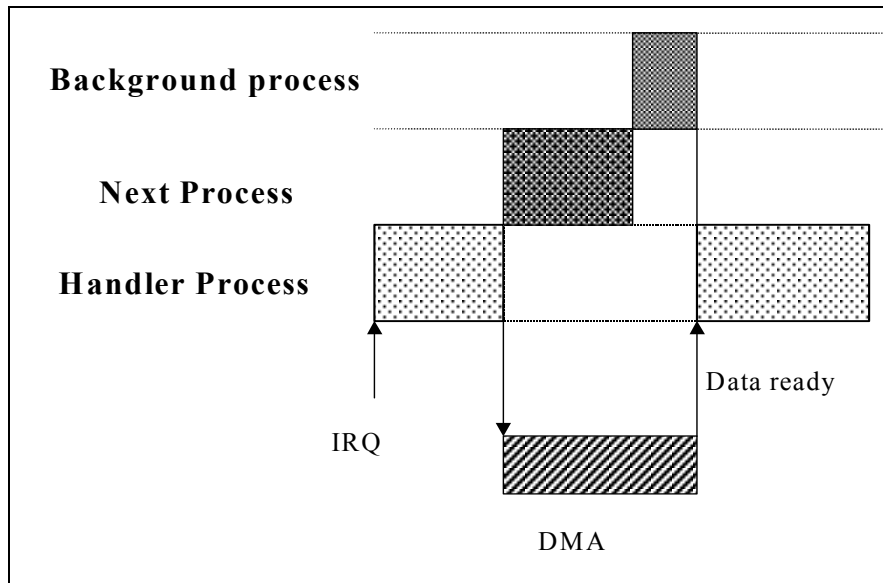 Background process
Next Process
Handler Process
Data ready
IRQ
DMA